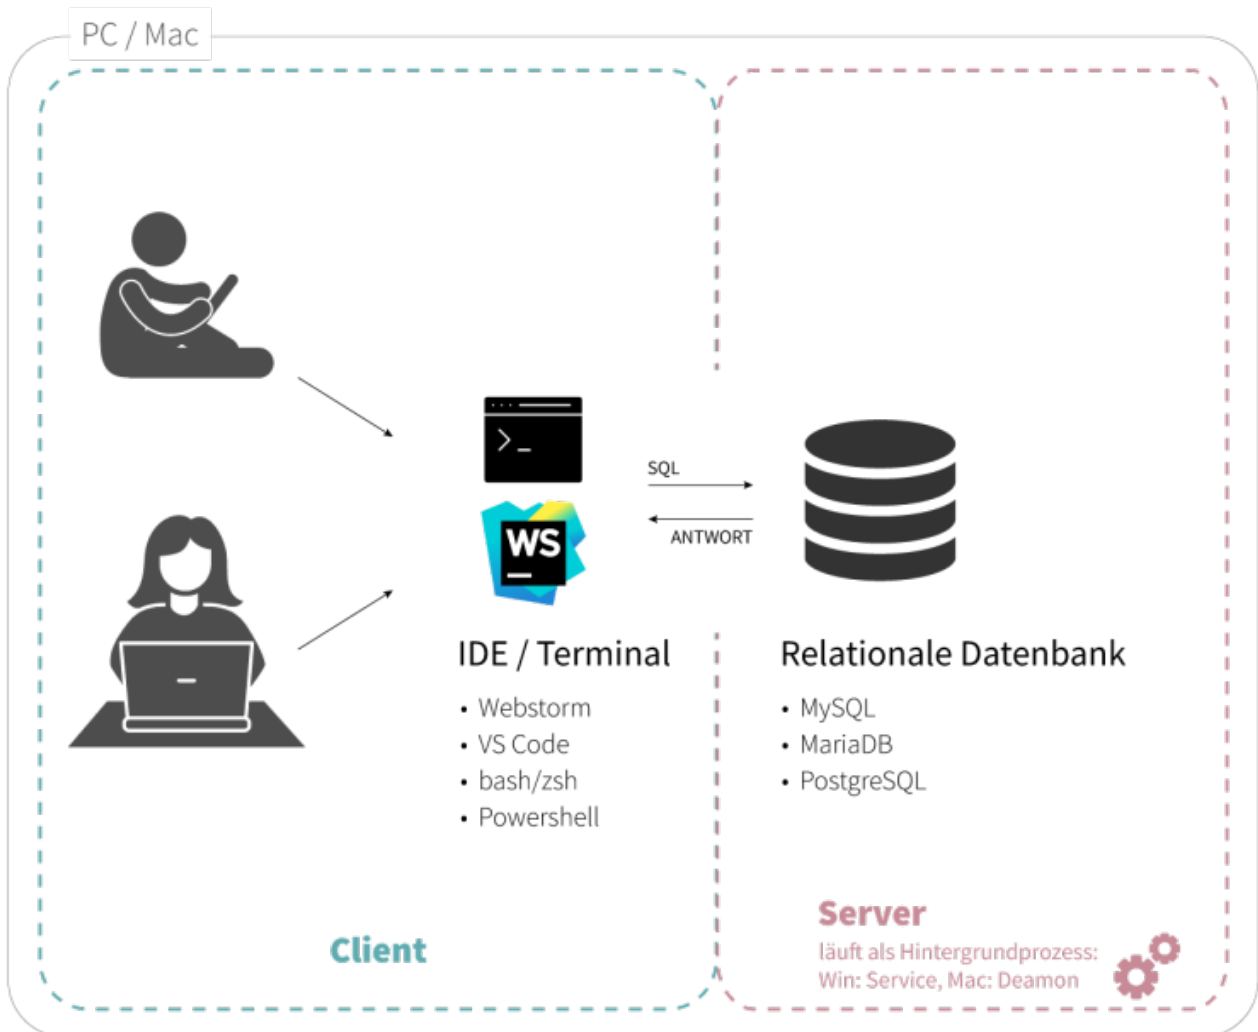 PC / Mac
SQL
ANTWORT
WS
IDE / Terminal
• Webstorm
• VS Code
• bash/zsh
• Powershell
Relationale Datenbank
• MySQL
• MariaDB
• PostgreSQL
Client
Server
läuft als Hintergrundprozess:
Win: Service, Mac: Deamon